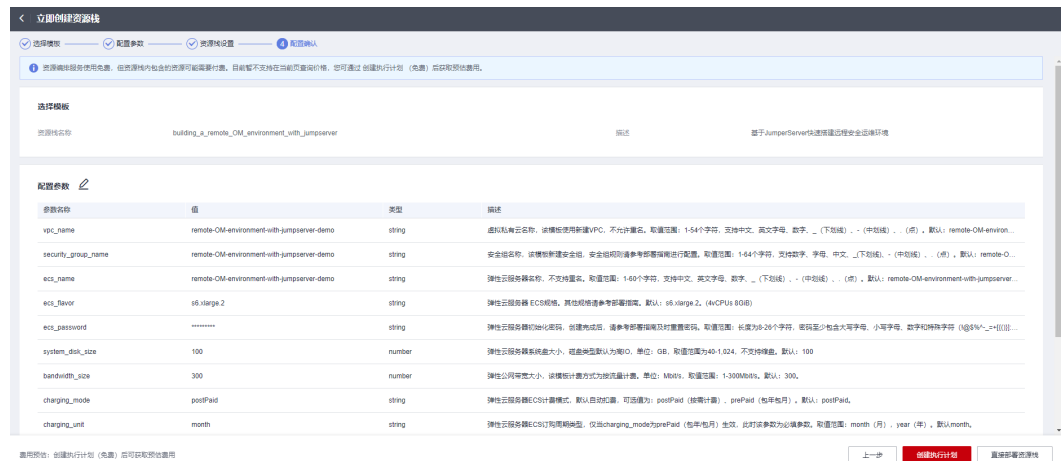 立即创建资源栈
选择模板 配置参数 资源栈设置 4 配置确认
资源编排服务使用免费，但资源栈内包含的资源可能需要付费。目前暂不支持在当前页查询价格，您可通过 创建执行计划 （免费）后获取预估费用。
选择模板
资源栈名称 building_a_remote_OM_environment_with_jumpserver 描述 基于JumperServer快速搭建远程安全运维环境
配置参数
参数名称 值 类型 描述
vpc_name remote-OM-environment-with-jumpserver-demo string 虚拟私有云名称，该模板使用新建VPC，不允许重名。取值范围：1-54个字符，支持中文、英文字母、数字、_（下划线）、-（中划线）、.（点）。默认：remote-OM-environ...
security_group_name remote-OM-environment-with-jumpserver-demo string 安全组名称，该模板新建安全组，安全组规则请参考部署指南进行配置。取值范围：1-64个字符，支持数字、字母、中文、_(下划线)、-（中划线）、.（点）。默认：remote-O...
ecs_name remote-OM-environment-with-jumpserver-demo string 弹性云服务器名称，不支持重名。取值范围：1-60个字符，支持中文、英文字母、数字、_（下划线）、-（中划线）、.（点）。默认：remote-OM-environment-with-jumpserver...
ecs_flavor s6.xlarge.2 string 弹性云服务器 ECS规格，其他规格请参考部署指南。默认：s6.xlarge.2。(4vCPUs 8GiB)
ecs_password ********* string 弹性云服务器初始化密码，创建完成后，请参考部署指南及时重置密码。取值范围：长度为8-26个字符，密码至少包含大写字母、小写字母、数字和特殊字符
system_disk_size 100 number 弹性云服务器系统盘大小，磁盘类型默认为高IO，单位：GB，取值范围为40-1,024，不支持缩盘。默认：100
bandwidth_size 300 number 弹性公网带宽大小，该模板计费方式为按流量计费。单位：Mbit/s，取值范围：1-300Mbit/s。默认：300。
charging_mode postPaid string 弹性云服务器ECS计费模式，默认自动扣费，可选值为：postPaid（按需计费）、prePaid（包年包月）。默认：postPaid。
charging_unit month string 弹性云服务器ECS订购周期类型，仅当charging_mode为prePaid（包年/包月）生效，此时该参数为必填参数。取值范围：month（月），year（年）。默认month。
费用预估：创建执行计划（免费）后可获取预估费用 上一步 创建执行计划 直接部署资源栈